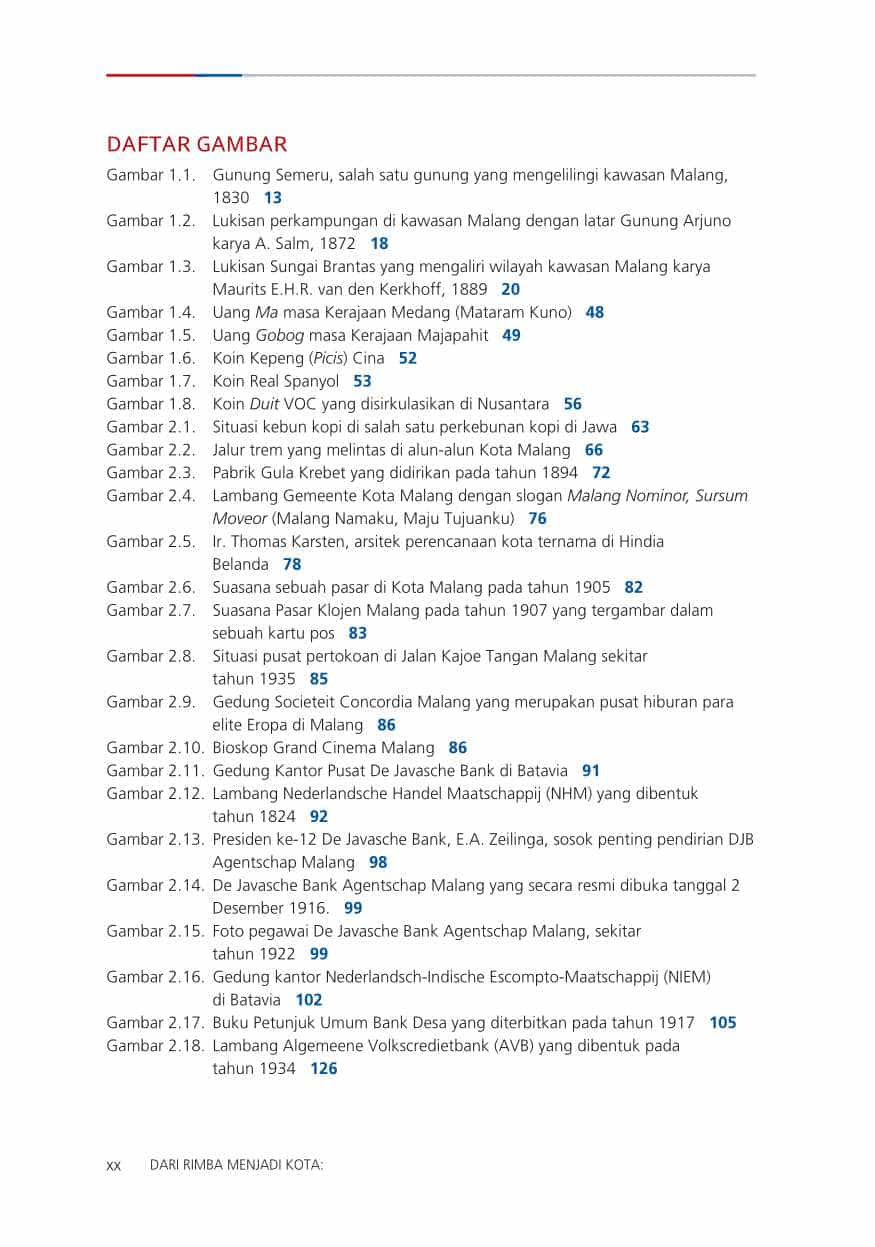 DAFTAR GAMBAR
Gambar 1.1. Gunung Semeru, salah satu gunung yang mengelilingi kawasan Malang,
1830 13
Gambar 1.2. Lukisan perkampungan di kawasan Malang dengan latar Gunung Arjuno
karya A. Salm, 1872 18
Gambar 1.3. Lukisan Sungai Brantas yang mengaliri wilayah kawasan Malang karya
Maurits E.H.R. van den Kerkhoff, 1889 20
Gambar 1.4. Uang Ma masa Kerajaan Medang (Mataram Kuno) 48
Gambar 1.5. Uang Gobog masa Kerajaan Majapahit 49
Gambar 1.6. Koin Kepeng (Picis) Cina 52
Gambar 1.7. Koin Real Spanyol 53
Gambar 1.8. Koin Duit VOC yang disirkulasikan di Nusantara 56
Gambar 2.1. Situasi kebun kopi di salah satu perkebunan kopi di Jawa 63
Gambar 2.2. Jalur trem yang melintas di alun-alun Kota Malang 66
Gambar 2.3. Pabrik Gula Krebet yang didirikan pada tahun 1894 72
Gambar 2.4. Lambang Gemeente Kota Malang dengan slogan Malang Nominor, Sursum
Moveor (Malang Namaku, Maju Tujuanku) 76
Gambar 2.5. Ir. Thomas Karsten, arsitek perencanaan kota ternama di Hindia
Belanda 78
Gambar 2.6. Suasana sebuah pasar di Kota Malang pada tahun 1905 82
Gambar 2.7. Suasana Pasar Klojen Malang pada tahun 1907 yang tergambar dalam
sebuah kartu pos 83
Gambar 2.8. Situasi pusat pertokoan di Jalan Kajoe Tangan Malang sekitar
tahun 1935 85
Gambar 2.9. Gedung Societeit Concordia Malang yang merupakan pusat hiburan para
elite Eropa di Malang 86
Gambar 2.10. Bioskop Grand Cinema Malang 86
Gambar 2.11. Gedung Kantor Pusat De Javasche Bank di Batavia 91
Gambar 2.12. Lambang Nederlandsche Handel Maatschappij (NHM) yang dibentuk
tahun 1824 92
Gambar 2.13. Presiden ke-12 De Javasche Bank, E.A. Zeilinga, sosok penting pendirian DJB
Agentschap Malang 98
Gambar 2.14. De Javasche Bank Agentschap Malang yang secara resmi dibuka tanggal 2
Desember 1916. 99
Gambar 2.15. Foto pegawai De Javasche Bank Agentschap Malang, sekitar
tahun 1922 99
Gambar 2.16. Gedung kantor Nederlandsch-Indische Escompto-Maatschappij (NIEM)
di Batavia 102
Gambar 2.17. Buku Petunjuk Umum Bank Desa yang diterbitkan pada tahun 1917 105
Gambar 2.18. Lambang Algemeene Volkscredietbank (AVB) yang dibentuk pada
tahun 1934 126
xx DARI RIMBA MENJADI KOTA: